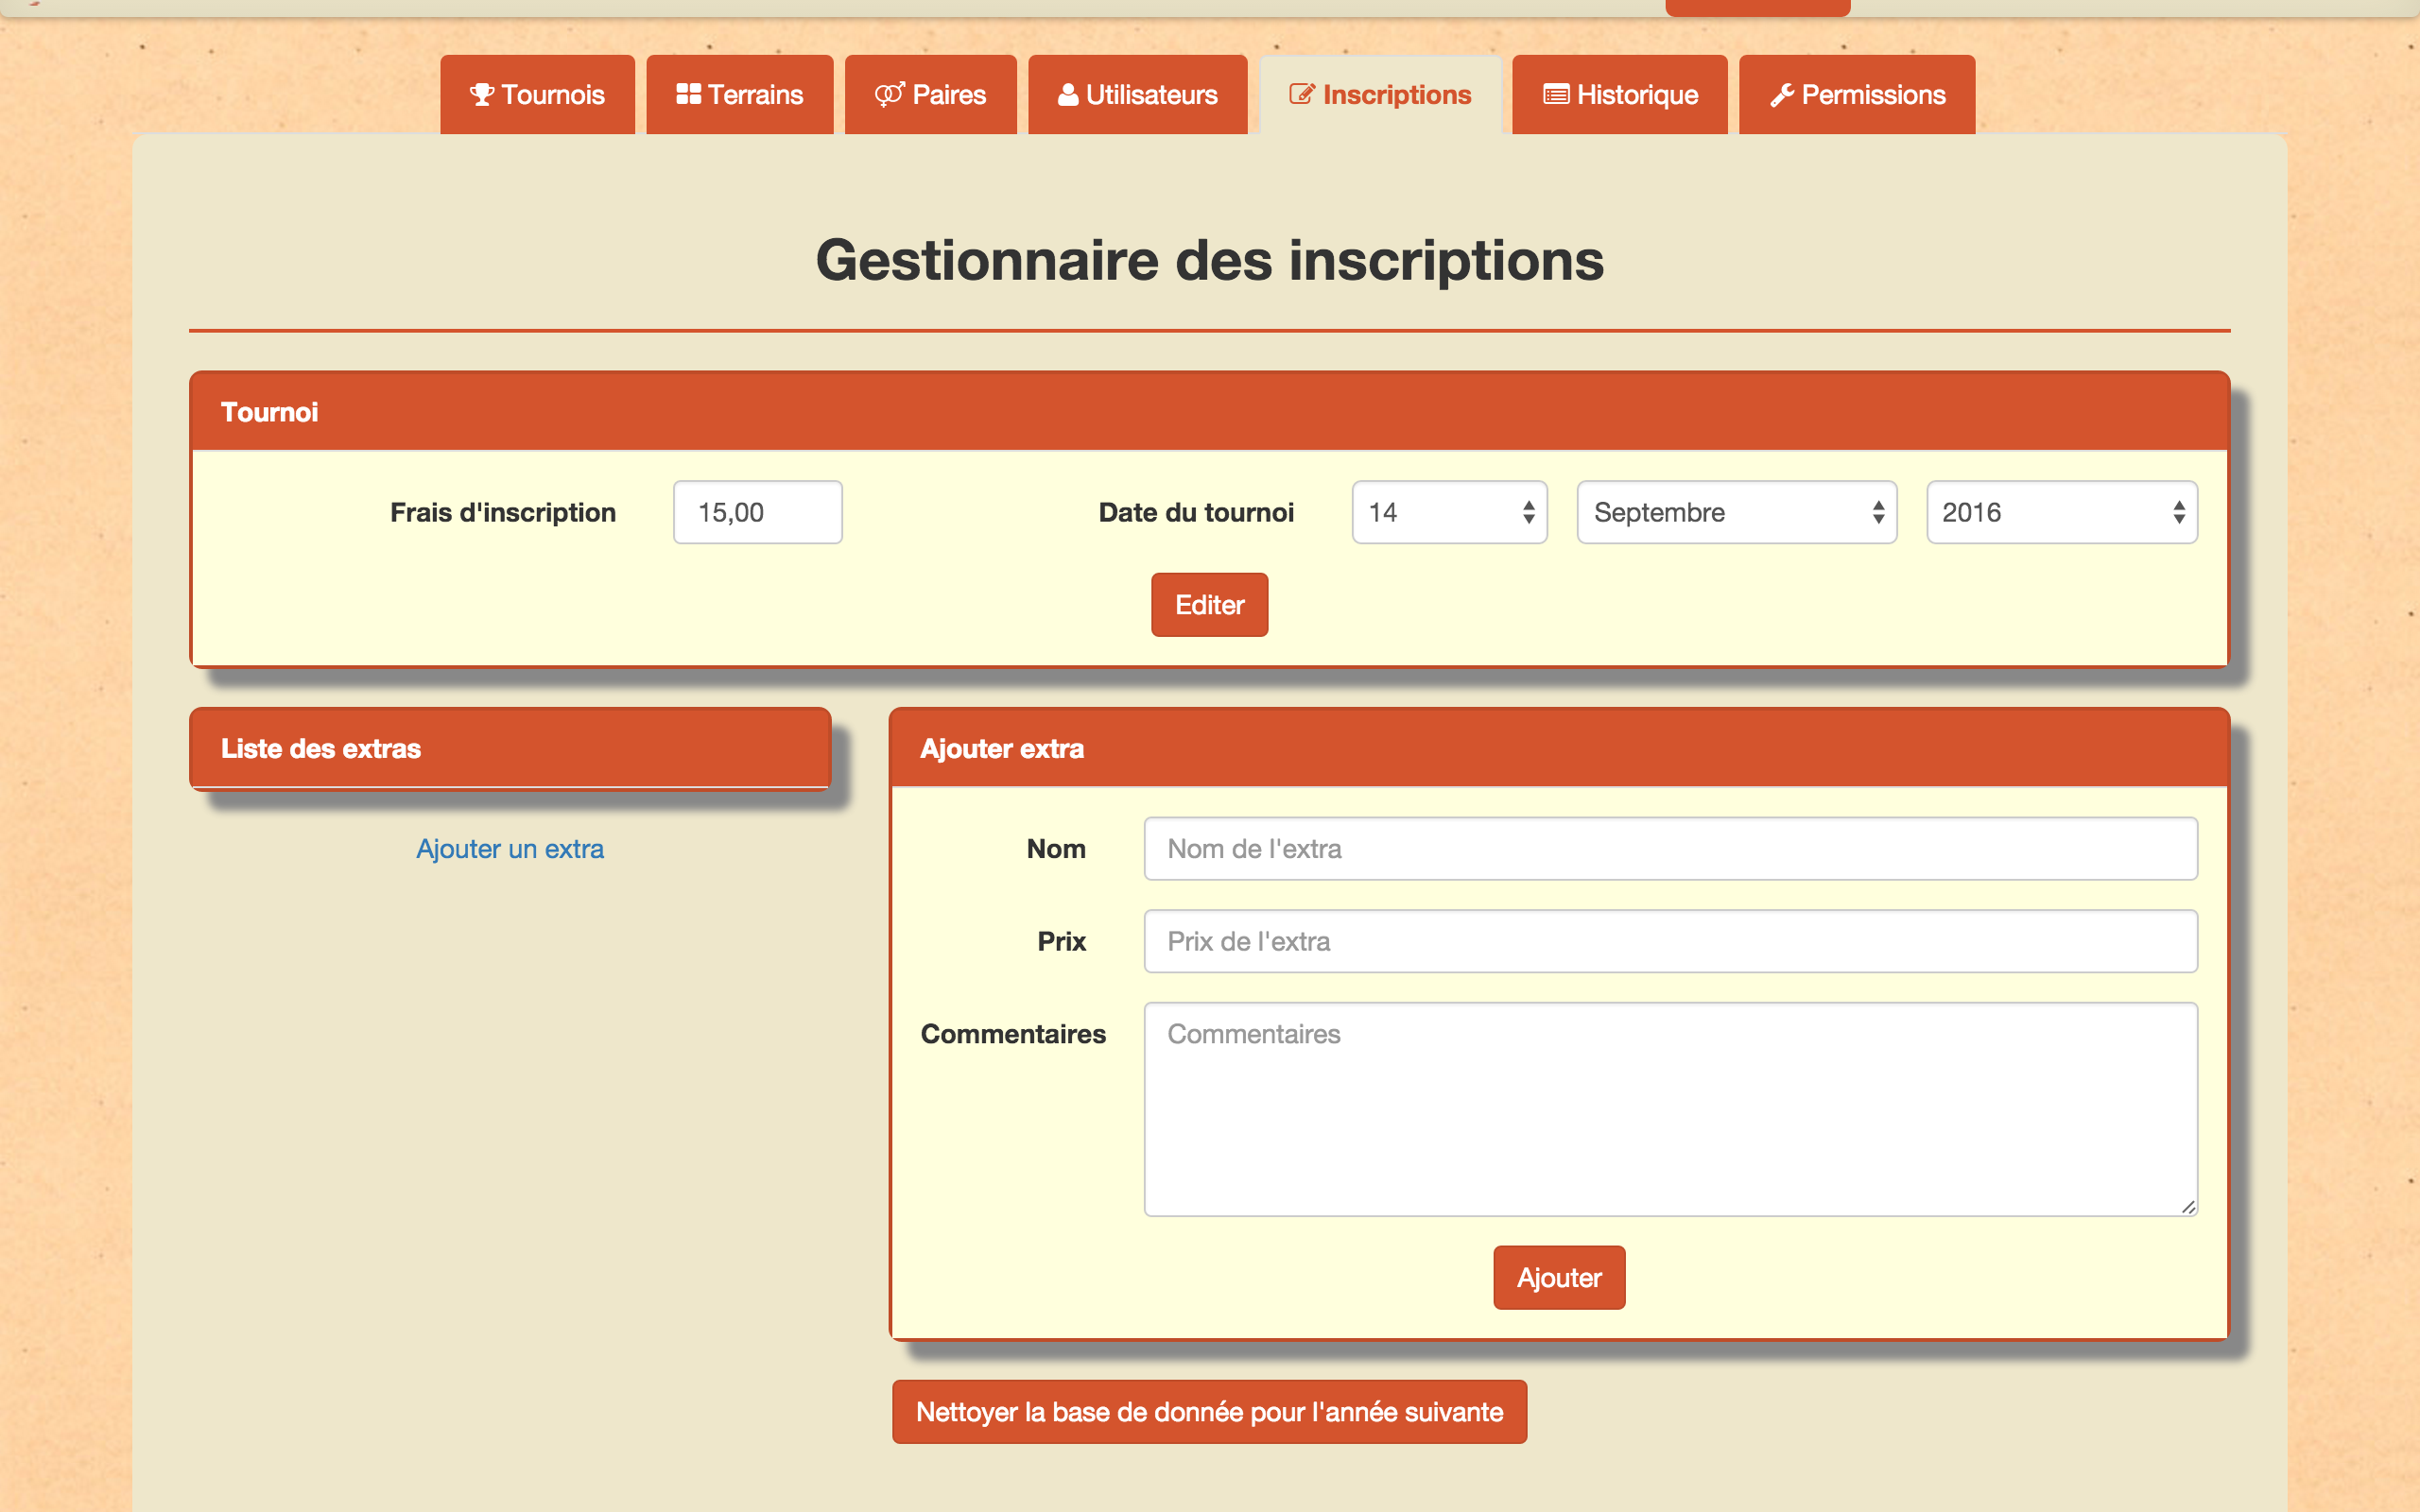 Tournois Terrains Paires Utilisateurs Inscriptions Historique Permissions
Gestionnaire des inscriptions
Tournoi
Frais d'inscription 15,00 Date du tournoi 14 Septembre 2016
Editer
Liste des extras
Ajouter un extra
Ajouter extra
Nom Nom de l'extra
Prix Prix de l'extra
Commentaires Commentaires
Ajouter
Nettoyer la base de donnée pour l'année suivante